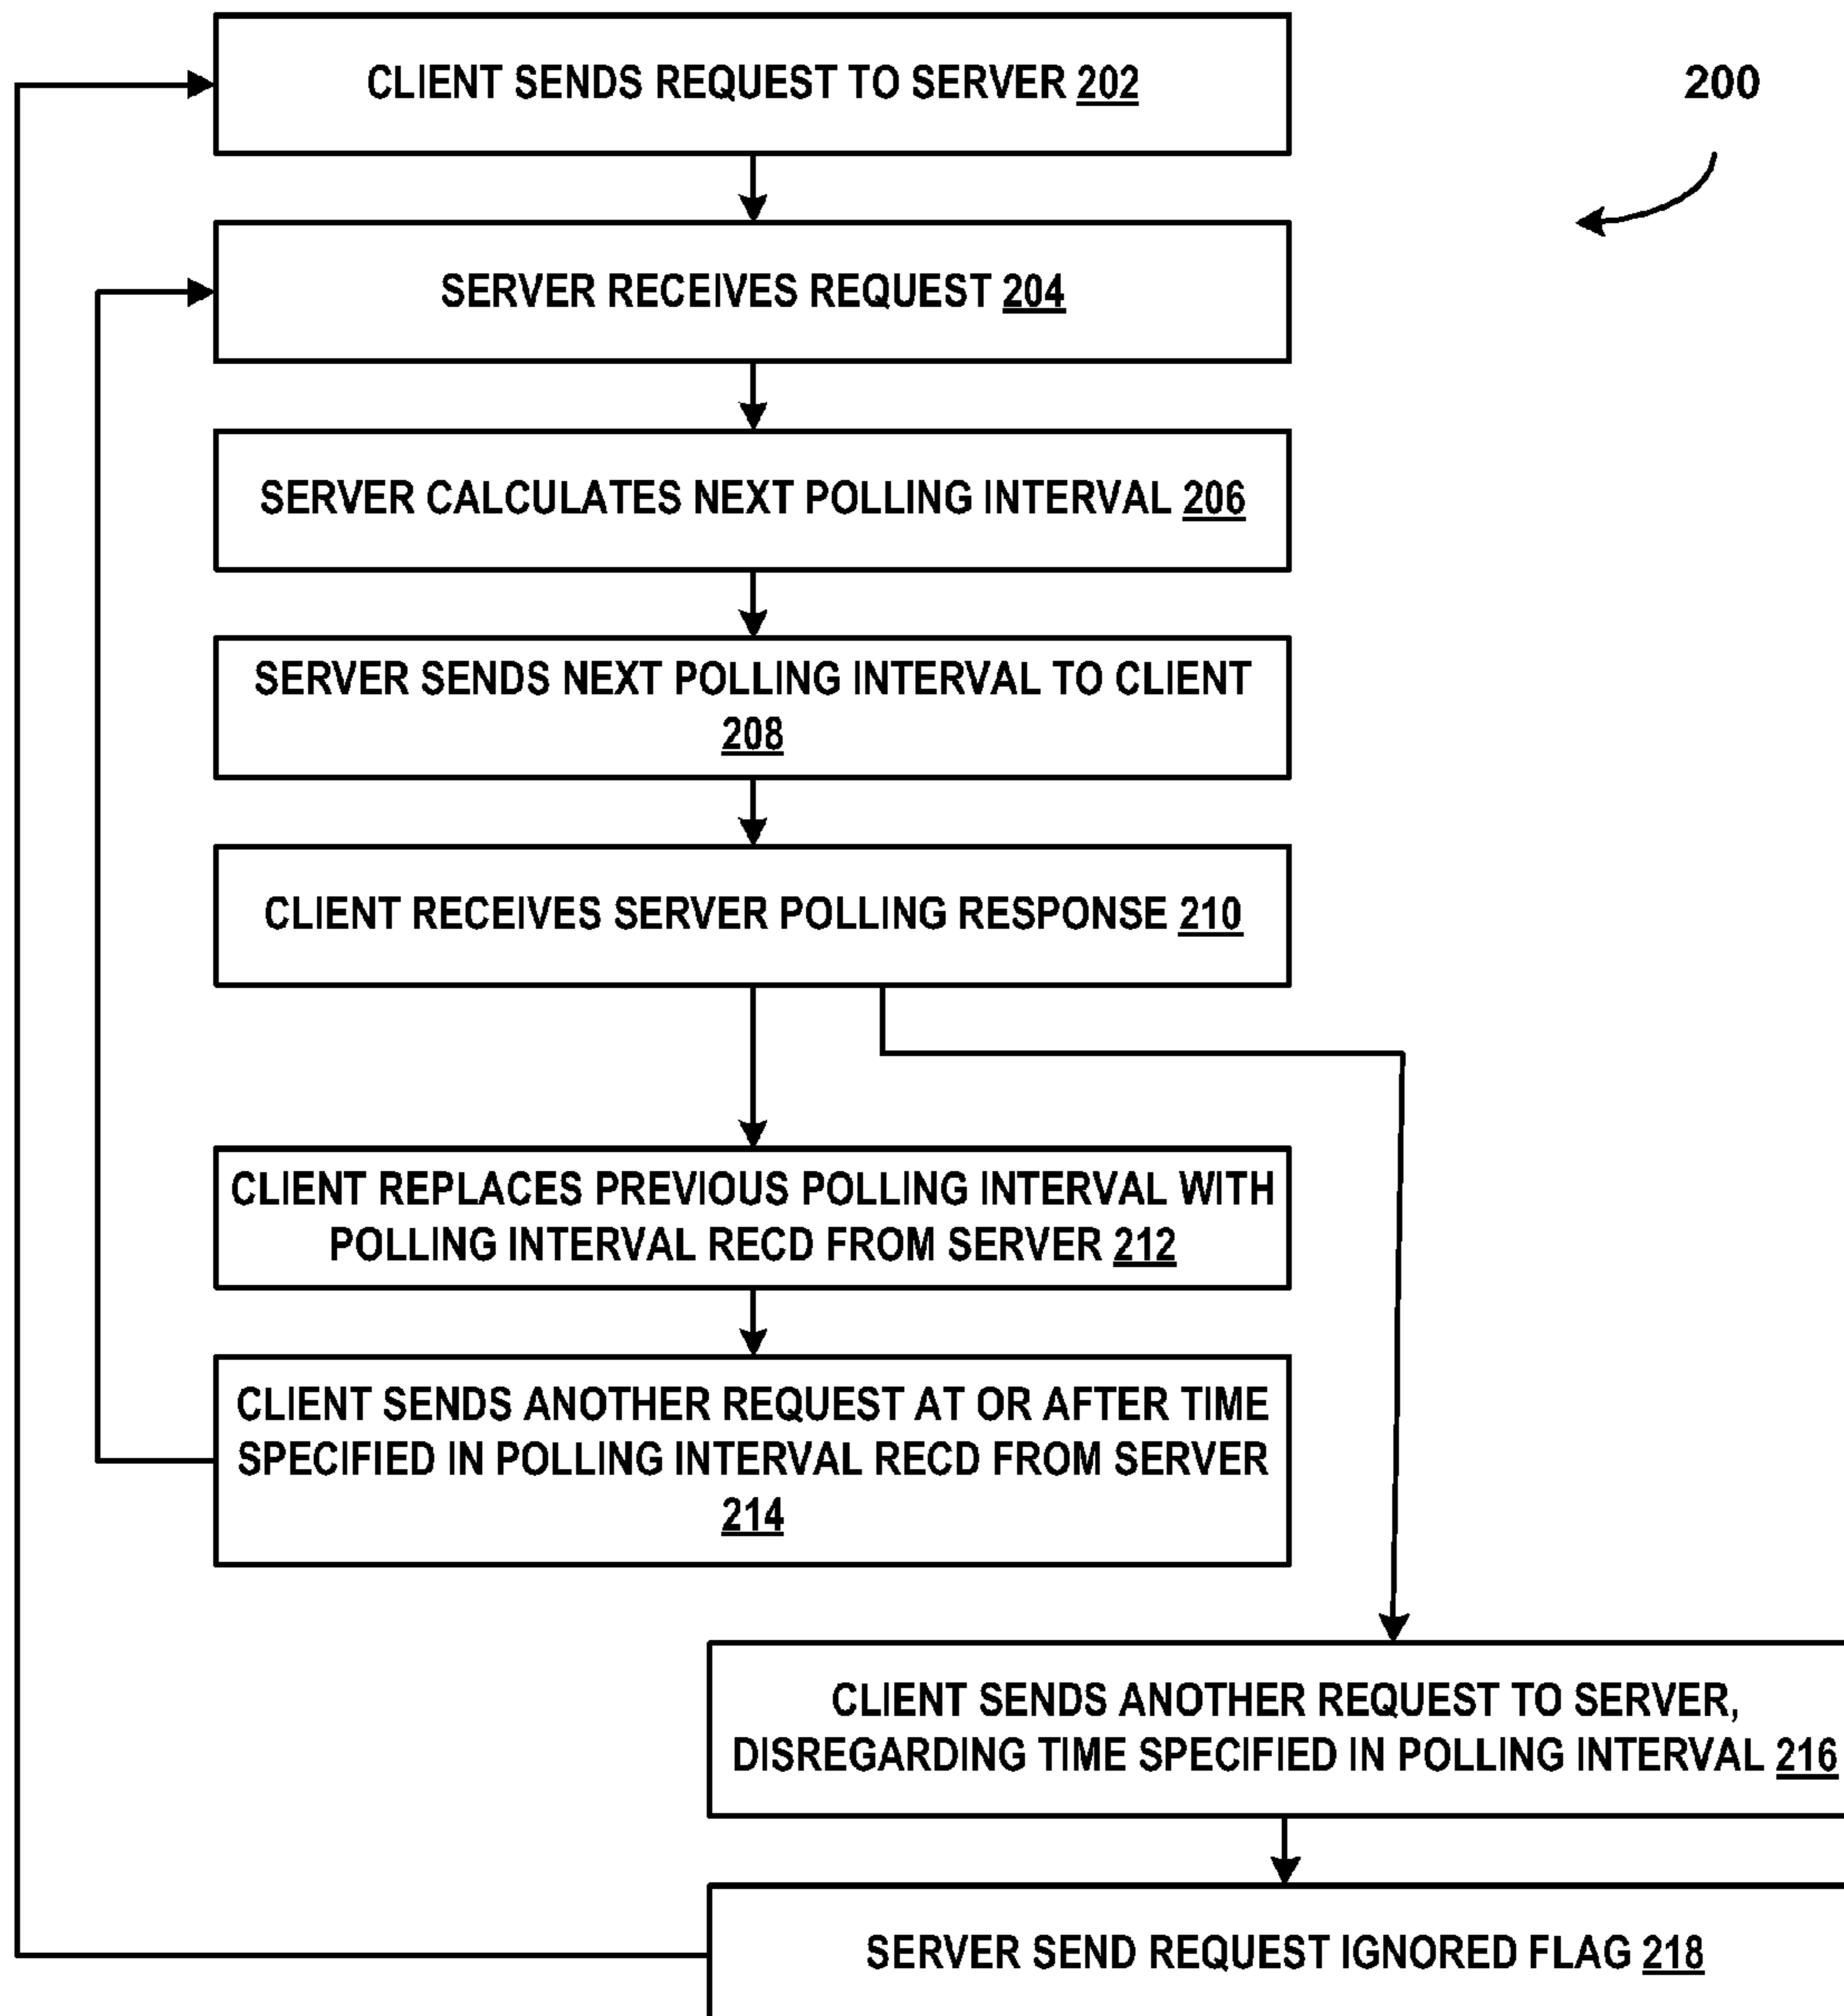 CLIENT SENDS REQUEST TO SERVER 202
200
SERVER RECEIVES REQUEST 204
SERVER CALCULATES NEXT POLLING INTERVAL 206
SERVER SENDS NEXT POLLING INTERVAL TO CLIENT
208
CLIENT RECEIVES SERVER POLLING RESPONSE 210
CLIENT REPLACES PREVIOUS POLLING INTERVAL WITH
POLLING INTERVAL RECD FROM SERVER 212
CLIENT SENDS ANOTHER REQUEST AT OR AFTER TIME
SPECIFIED IN POLLING INTERVAL RECD FROM SERVER
214
CLIENT SENDS ANOTHER REQUEST TO SERVER,
DISREGARDING TIME SPECIFIED IN POLLING INTERVAL 216
SERVER SEND REQUEST IGNORED FLAG 218